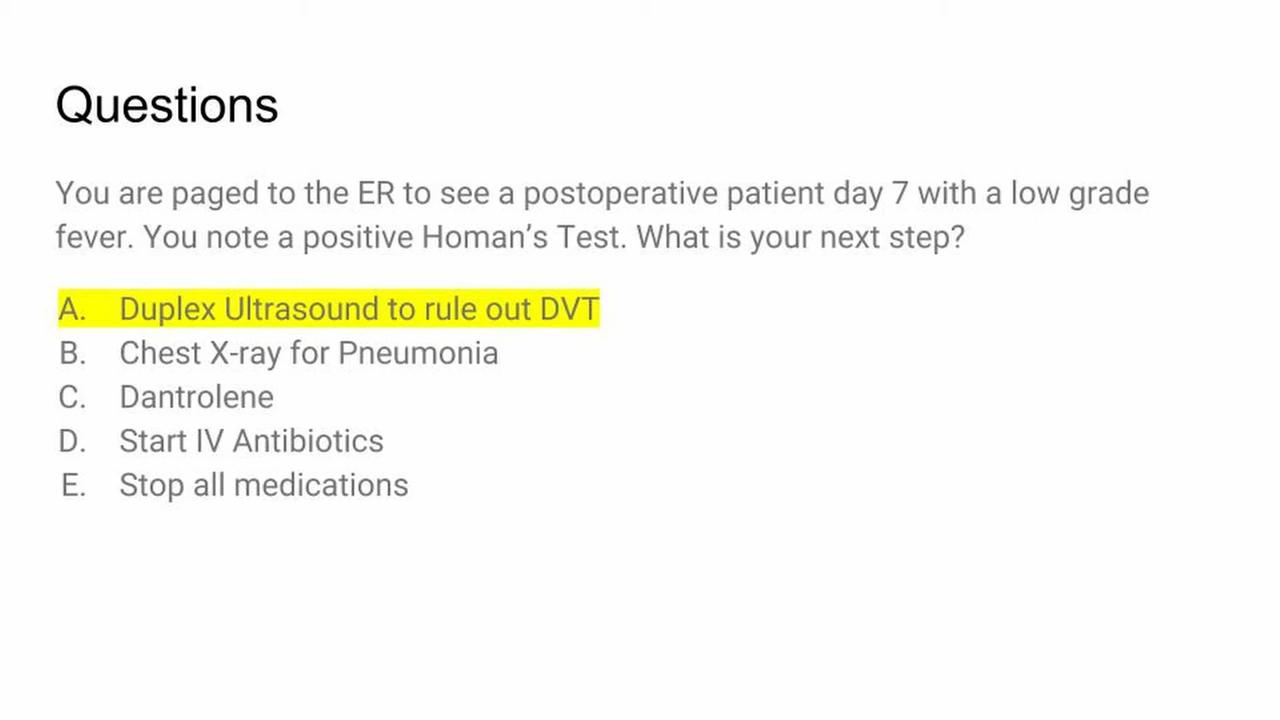 Questions
You are paged to the ER to see a postoperative patient day 7 with a low grade
fever. You note a positive Homan’s Test. What is your next step?
A. Duplex Ultrasound to rule out DVT
B. Chest X-ray for Pneumonia
C. Dantrolene
D. Start IV Antibiotics
E. Stop all medications